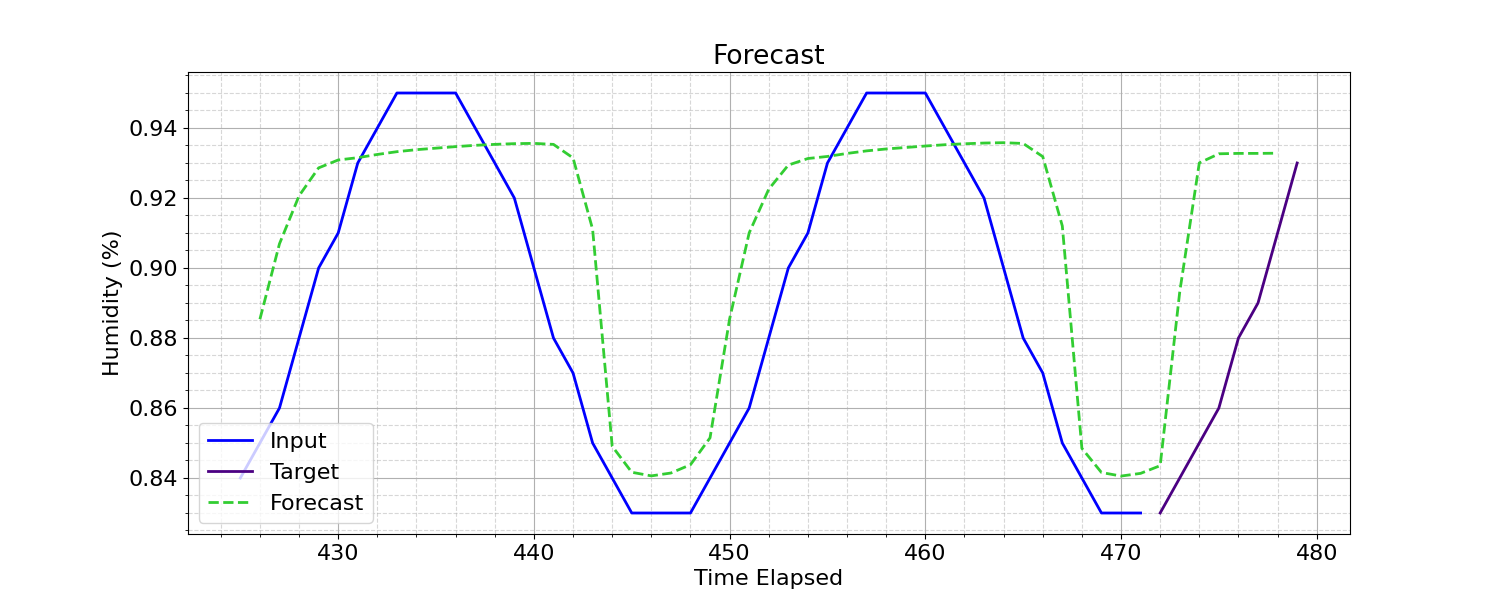 Forecast
Humidity (%)
0.94
0.92
0.90
0.88
0.86
0.84
Input
Target
Forecast
430 440 450 460 470 480
Time Elapsed